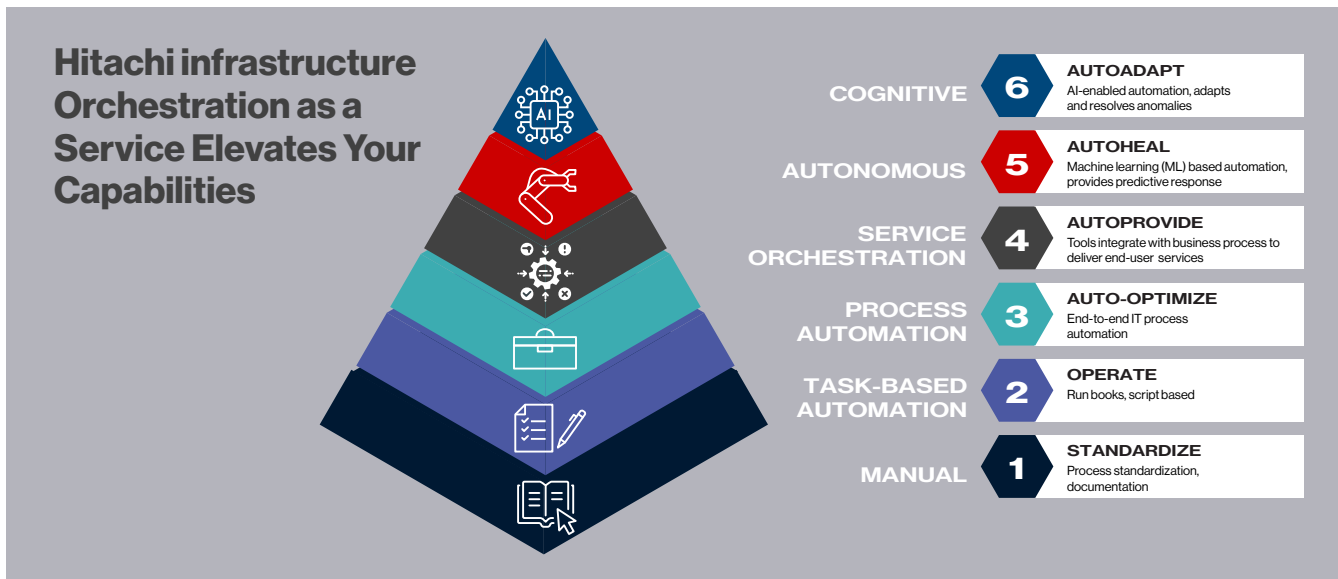 Hitachi infrastructure
Orchestration as a
Service Elevates Your
Capabilities
AI
COGNITIVE
6
AUTOADAPT
AI-enabled automation, adapts
and resolves anomalies
AUTONOMOUS
5
AUTOHEAL
Machine learning (ML) based automation,
provides predictive response
SERVICE
ORCHESTRATION
4
AUTOPROVIDE
Tools integrate with business process to
deliver end-user services
PROCESS
AUTOMATION
3
AUTO-OPTIMIZE
End-to-end IT process
automation
TASK-BASED
AUTOMATION
2
OPERATE
Run books, script based
MANUAL
1
STANDARDIZE
Process standardization,
documentation